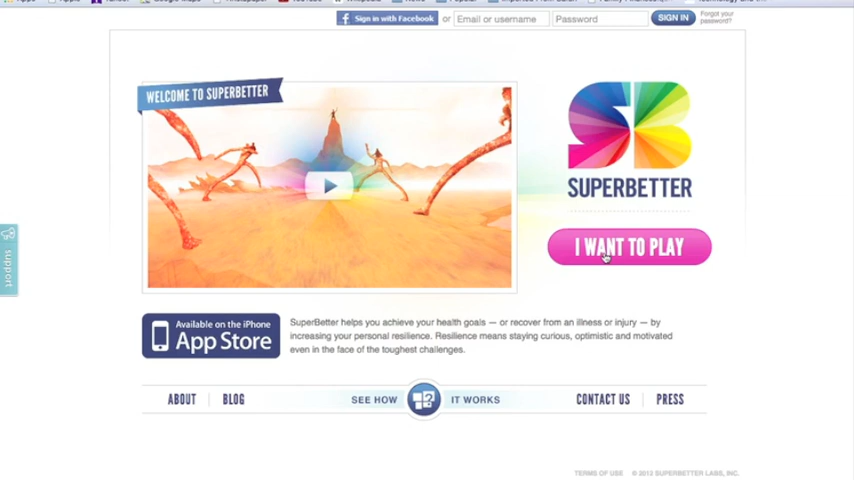 Sign in with Facebook or Email or username Password SIGN IN Forgot your password?
WELCOME TO SUPERBETTER
SB
SUPERBETTER
I WANT TO PLAY
support
Available on the iPhone
App Store
SuperBetter helps you achieve your health goals — or recover from an illness or injury — by
increasing your personal resilience. Resilience means staying curious, optimistic and motivated
even in the face of the toughest challenges.
ABOUT BLOG SEE HOW IT WORKS CONTACT US PRESS
TERMS OF USE © 2012 SUPERBETTER LABS, INC.